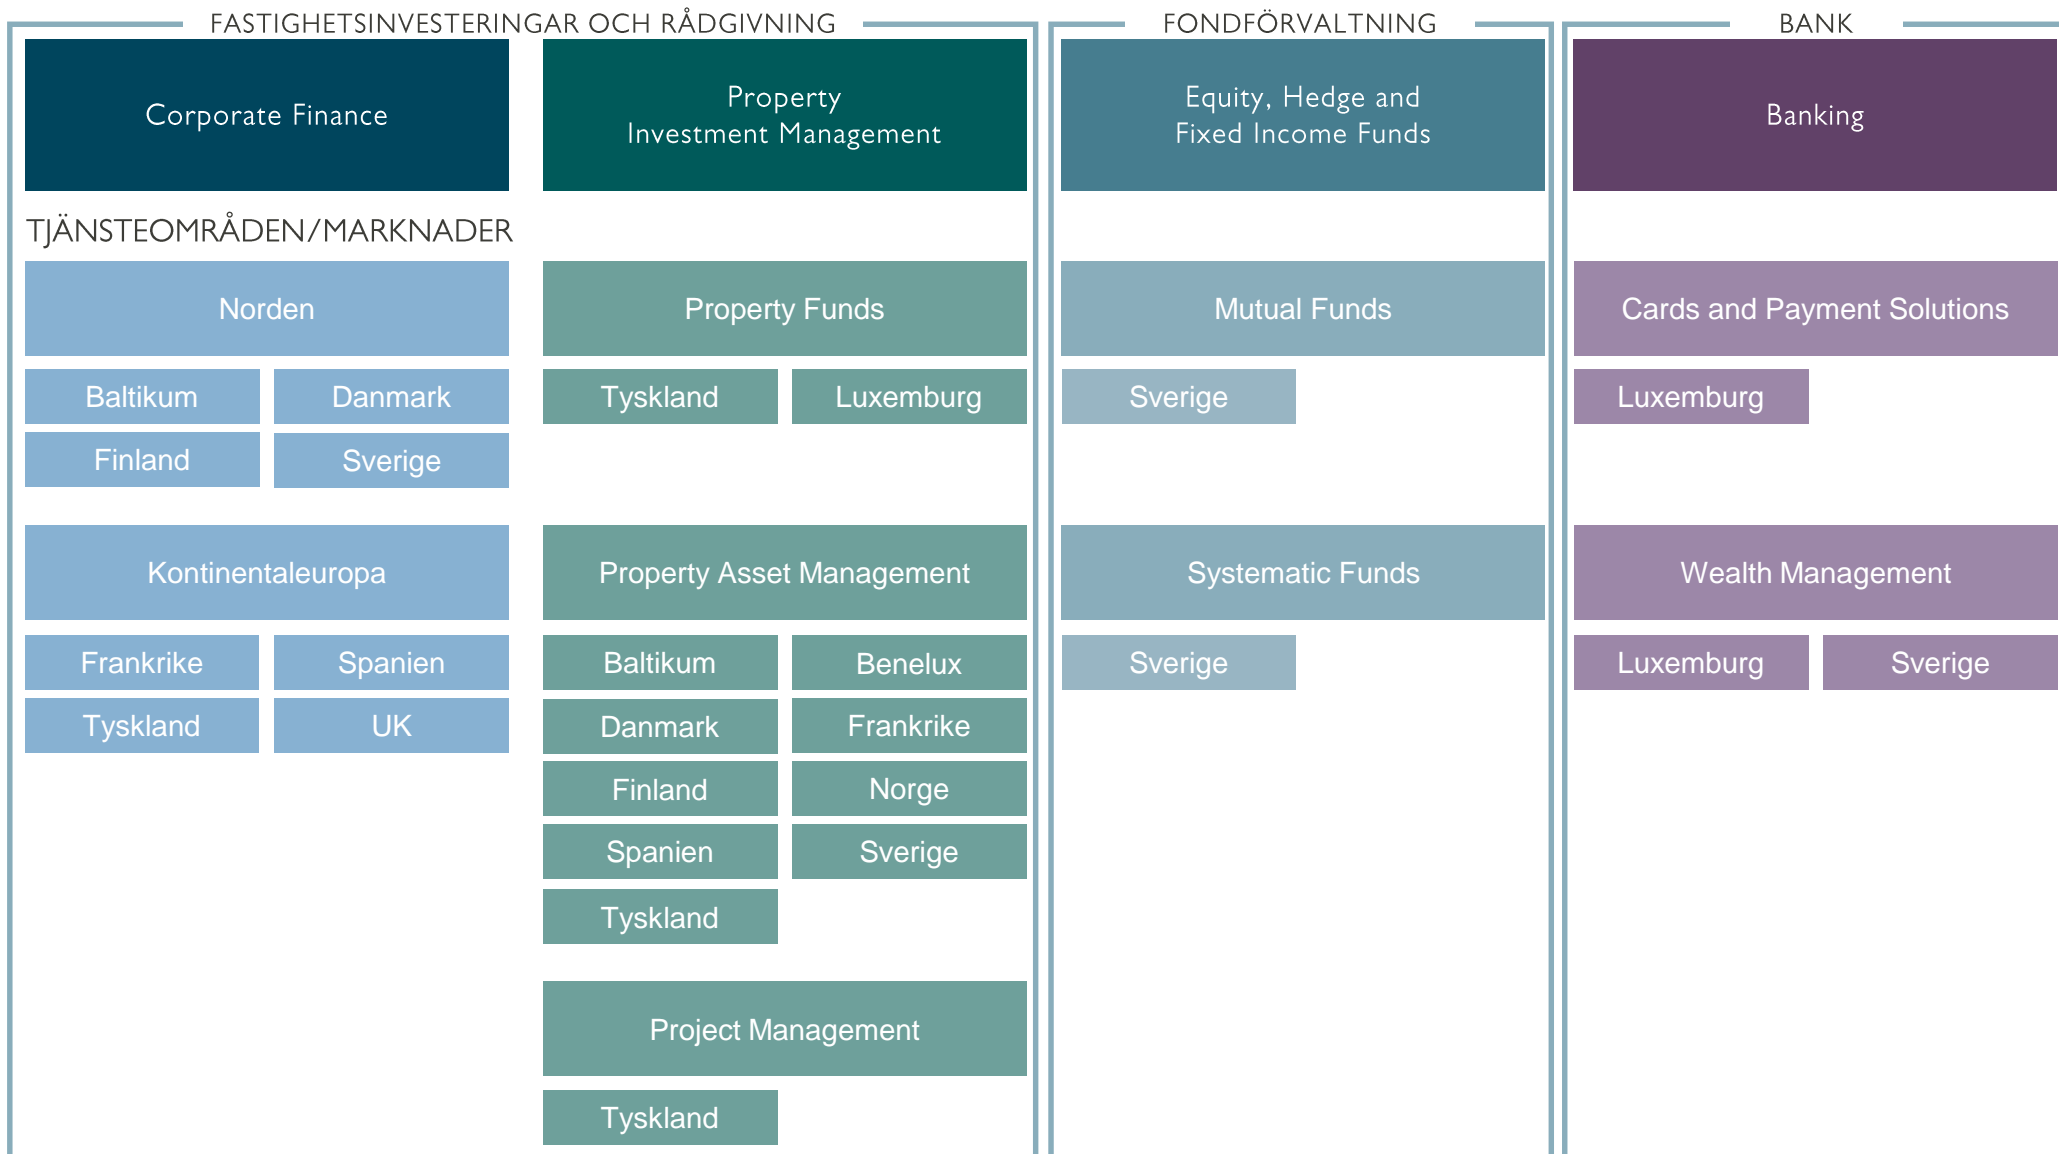 FASTIGHETSINVESTERINGAR OCH RÅDGIVNING
FONDFÖRVALTNING
BANK
Corporate Finance
Property
Investment Management
Equity, Hedge and
Fixed Income Funds
Banking
TJÄNSTEOMRÅDEN/MARKNADER
Norden
Baltikum
Danmark
Finland
Sverige
Kontinentaleuropa
Frankrike
Spanien
Tyskland
UK
Property Funds
Tyskland
Luxemburg
Property Asset Management
Baltikum
Benelux
Danmark
Frankrike
Finland
Norge
Spanien
Sverige
Tyskland
Project Management
Tyskland
Mutual Funds
Sverige
Systematic Funds
Sverige
Cards and Payment Solutions
Luxemburg
Wealth Management
Luxemburg
Sverige